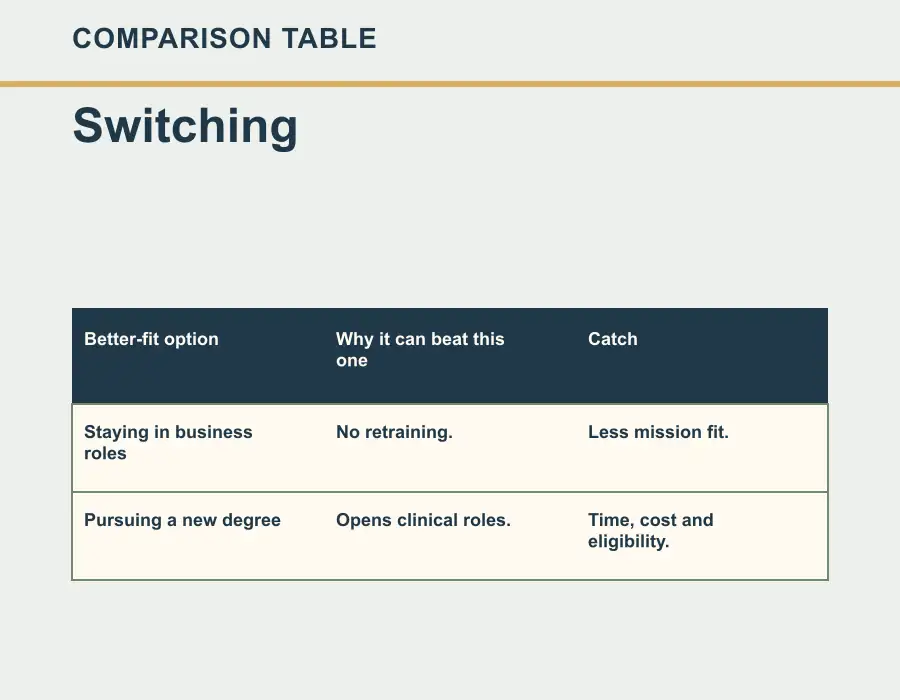 COMPARISON TABLE
Switching
Better-fit option
Why it can beat this
one
Catch
Staying in business
roles
No retraining.
Less mission fit.
Pursuing a new degree
Opens clinical roles.
Time, cost and
eligibility.